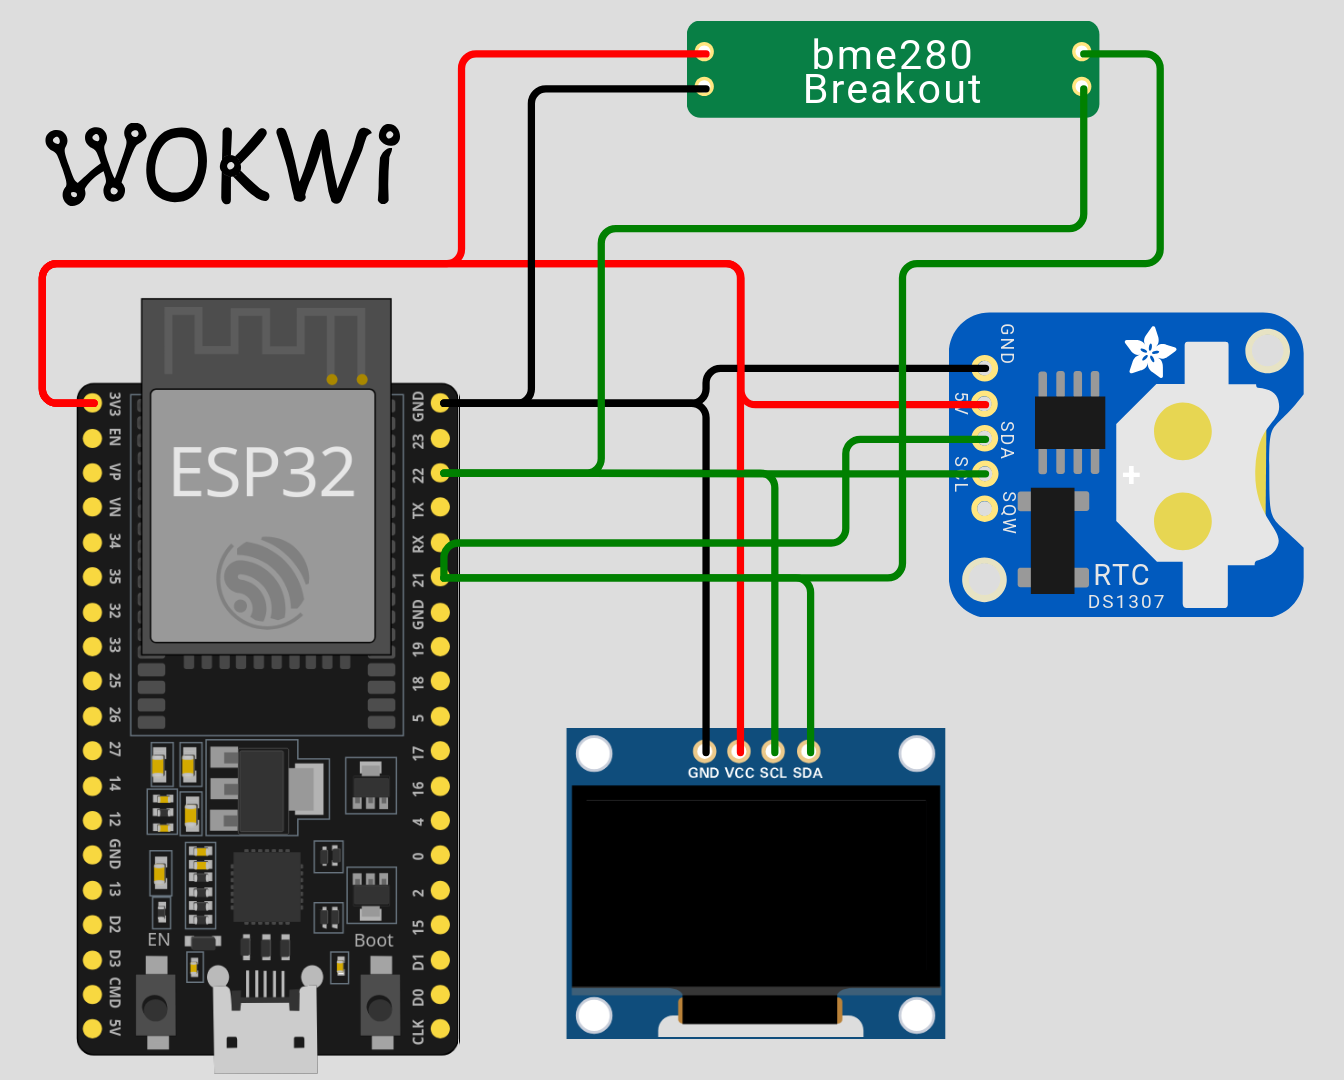 bme280
Breakout
WOKWi
GND
5V
SDA
SCL
SQW
RTC
DS1307
ESP32
3V3
EN
VP
VN
34
35
32
33
25
26
27
14
12
GND
13
D2
D3
CMD
5V
GND
23
22
TX
RX
21
GND
19
18
5
17
16
4
0
2
15
D1
D0
CLK
EN
Boot
GND VCC SCL SDA